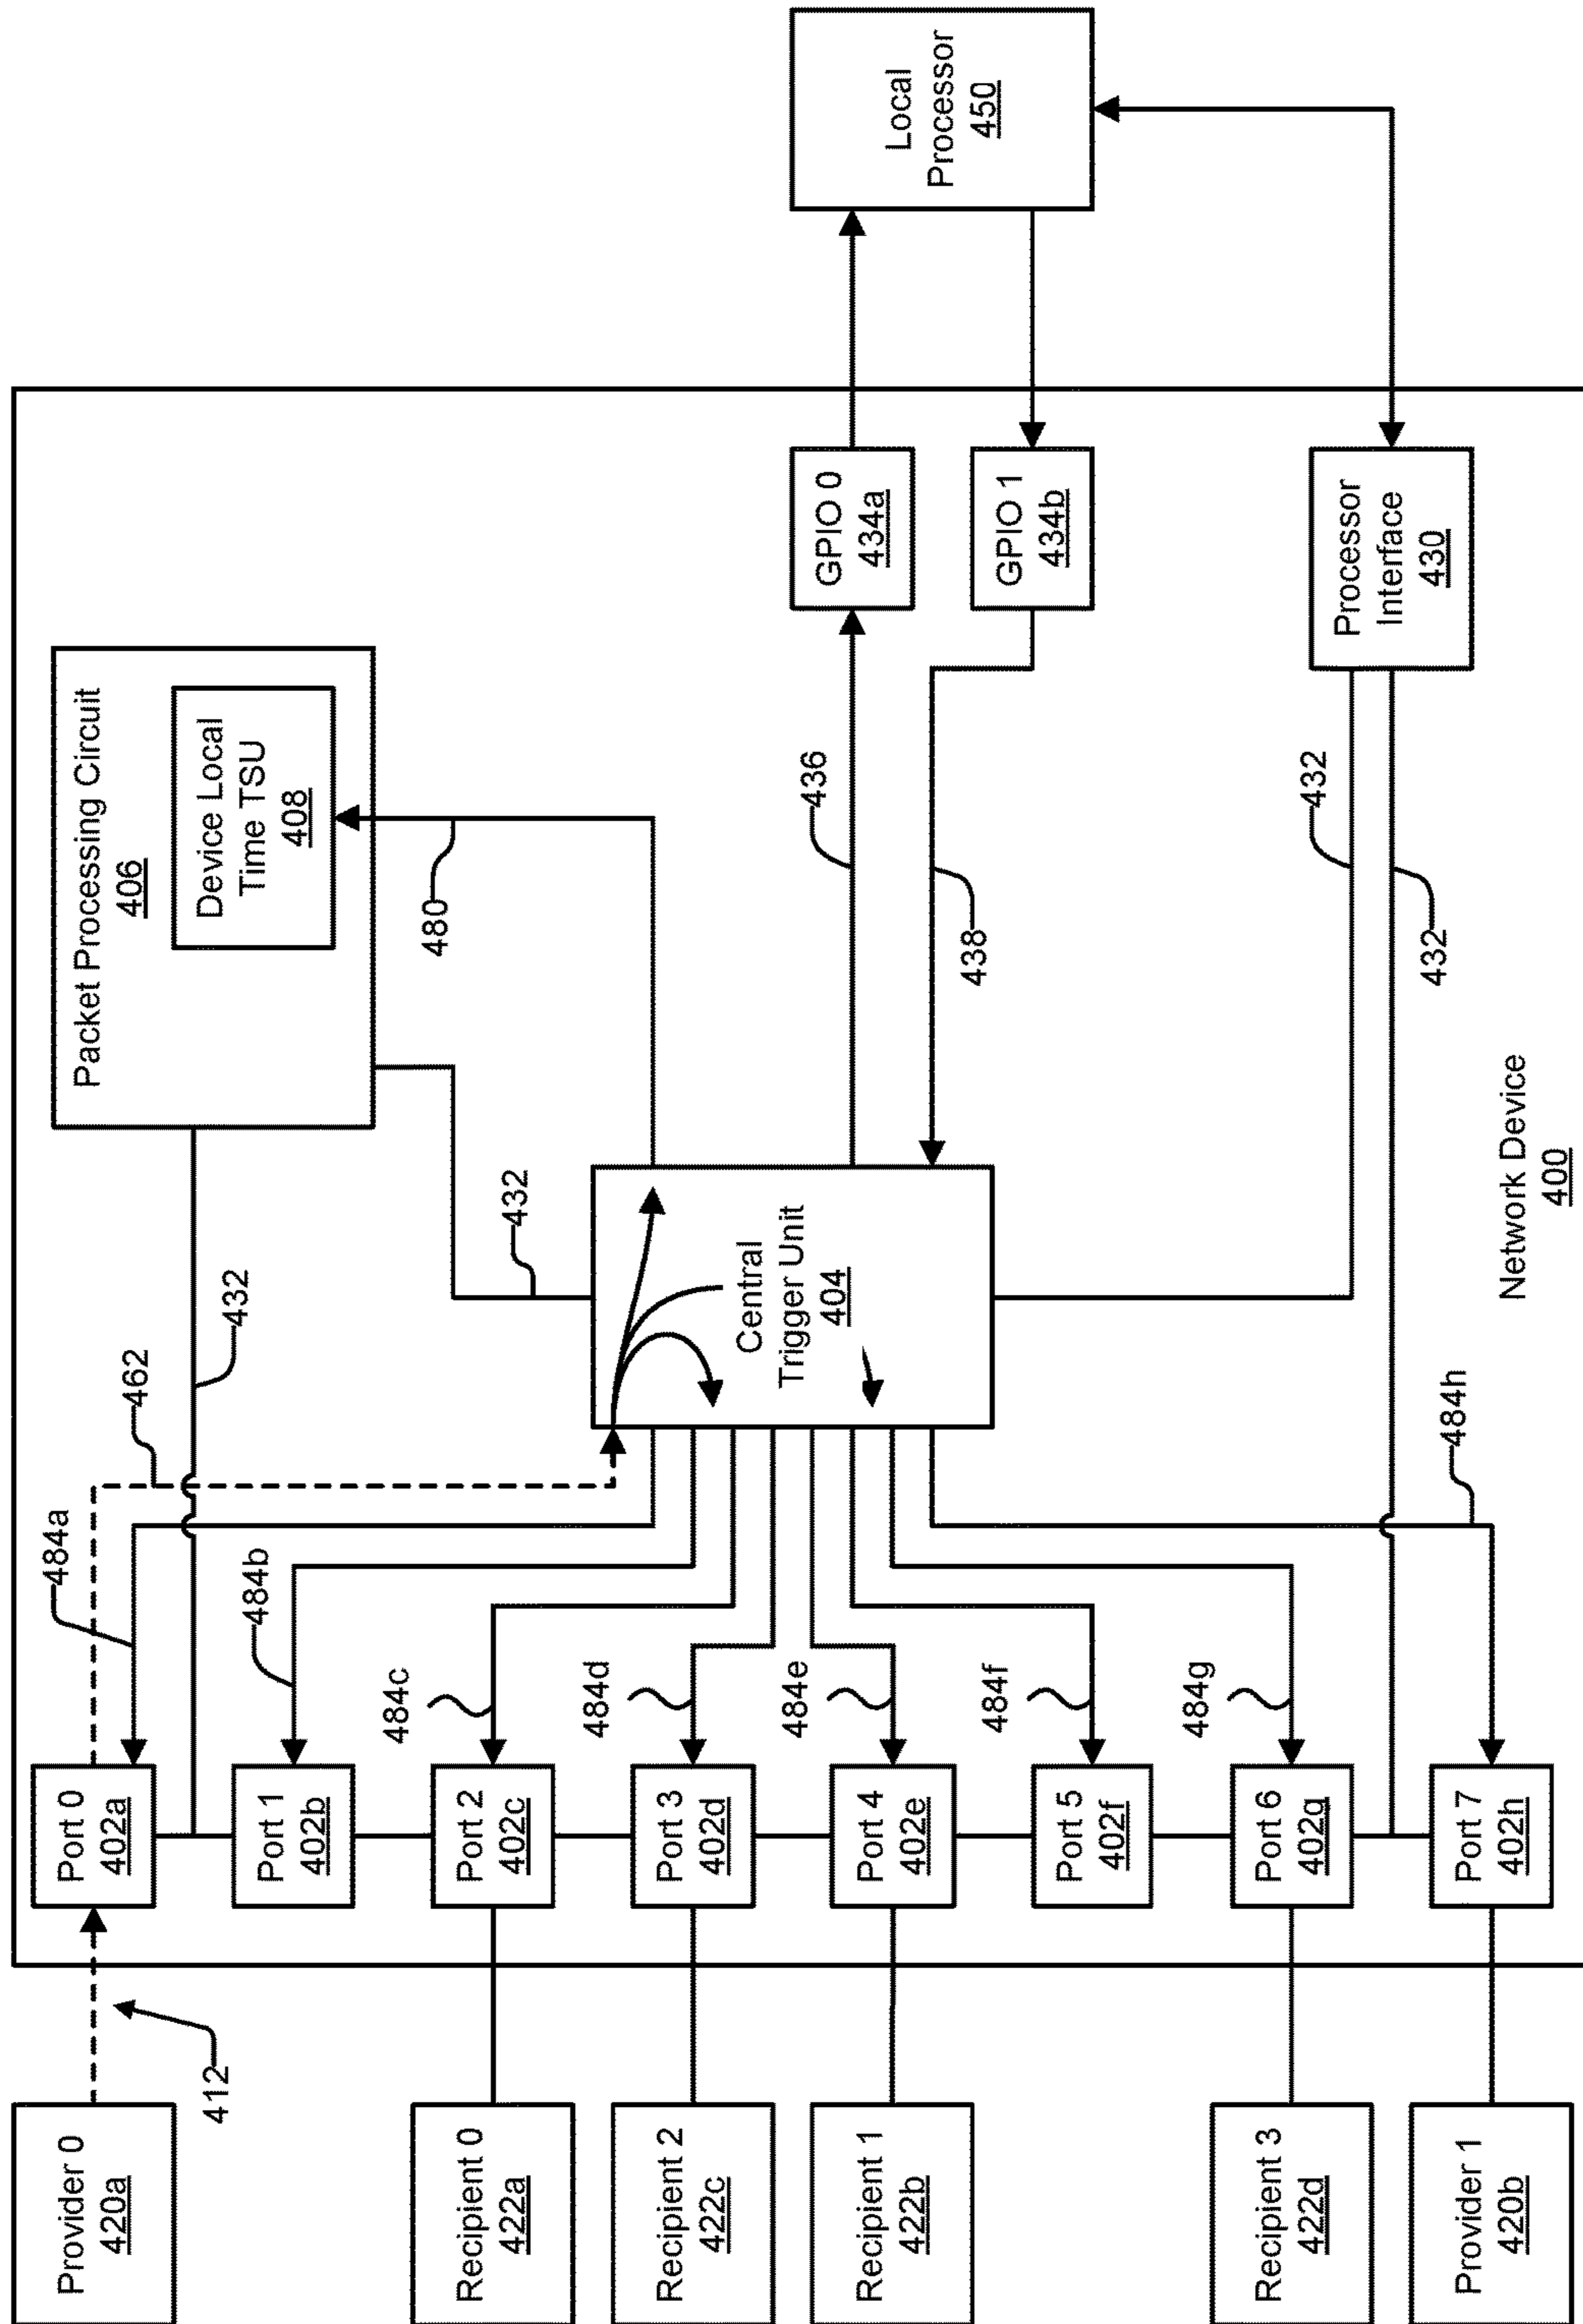 Provider 0
420a
412
Recipient 0
422a
Recipient 2
422c
Recipient 1
422b
Recipient 3
422d
Provider 1
420b
Port 0
402a
Port 1
402b
Port 2
402c
Port 3
402d
Port 4
402e
Port 5
402f
Port 6
402g
Port 7
402h
484a
484b
484c
484d
484e
484f
484g
484h
462
432
432
Central
Trigger Unit
404
Packet Processing Circuit
406
Device Local
Time TSU
408
480
436
438
432
432
GPIO 0
434a
GPIO 1
434b
Processor
Interface
430
Local
Processor
450
Network Device
400